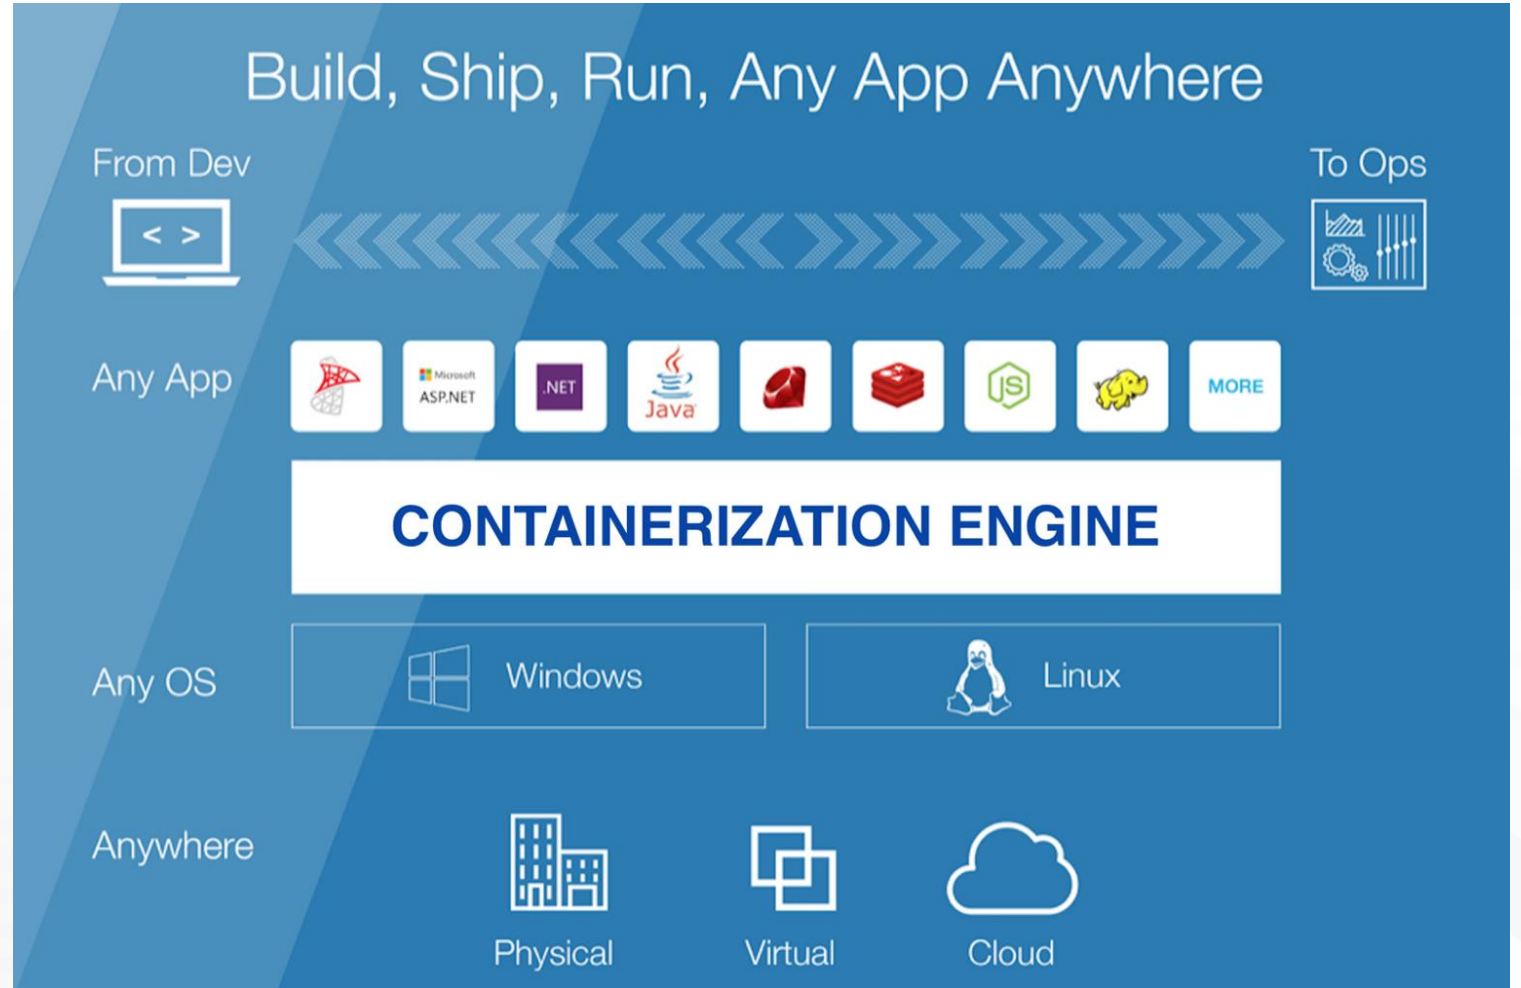 Build, Ship, Run, Any App Anywhere
From Dev
To Ops
< >
Any App
Microsoft
ASP.NET
.NET
Java
JS
MORE
CONTAINERIZATION ENGINE
Any OS
Windows
Linux
Anywhere
Physical
Virtual
Cloud